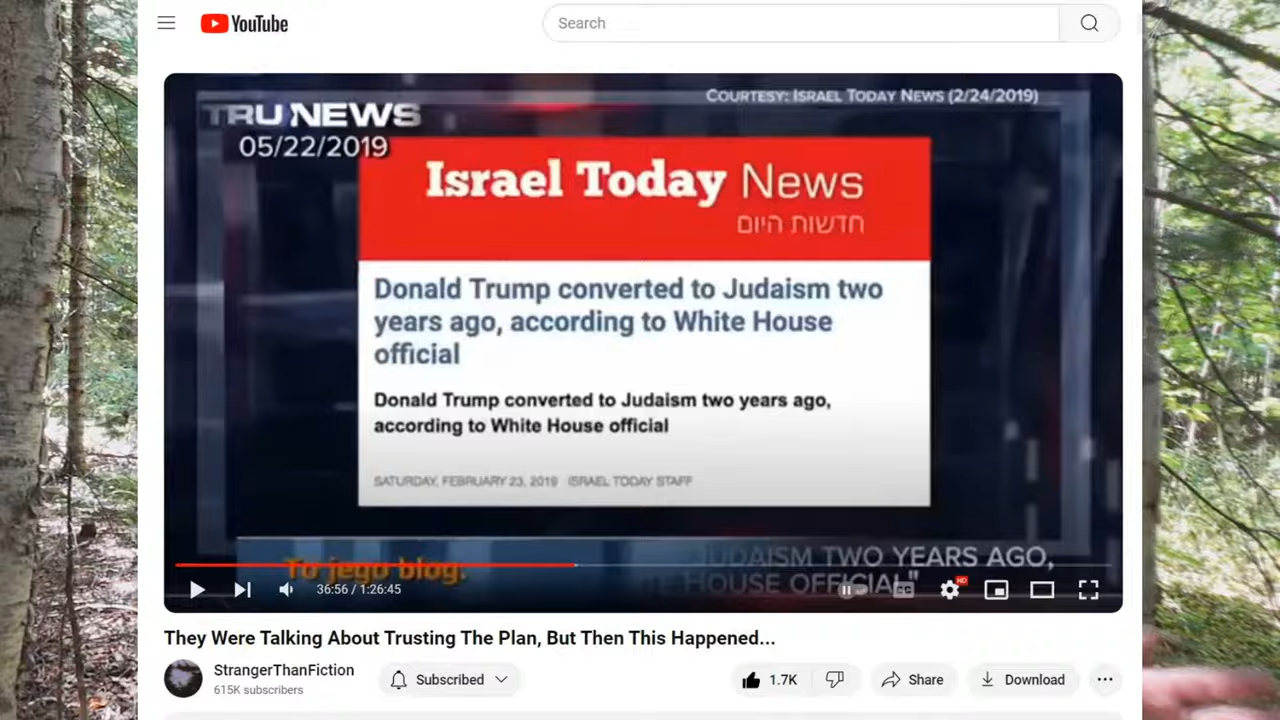 YouTube
Search
TRUNEWS
05/22/2019
COURTESY: ISRAEL TODAY NEWS (2/24/2019)
Israel Today News
חדשות היום
Donald Trump converted to Judaism two
years ago, according to White House
official
Donald Trump converted to Judaism two years ago,
according to White House official
SATURDAY, FEBRUARY 23, 2019 ISRAEL TODAY STAFF
To jego blog:
JUDAISM TWO YEARS AGO,
HOUSE OFFICIAL"
36:56 / 1:26:45
CC
HD
They Were Talking About Trusting The Plan, But Then This Happened...
StrangerThanFiction
615K subscribers
Subscribed
1.7K
Share
Download